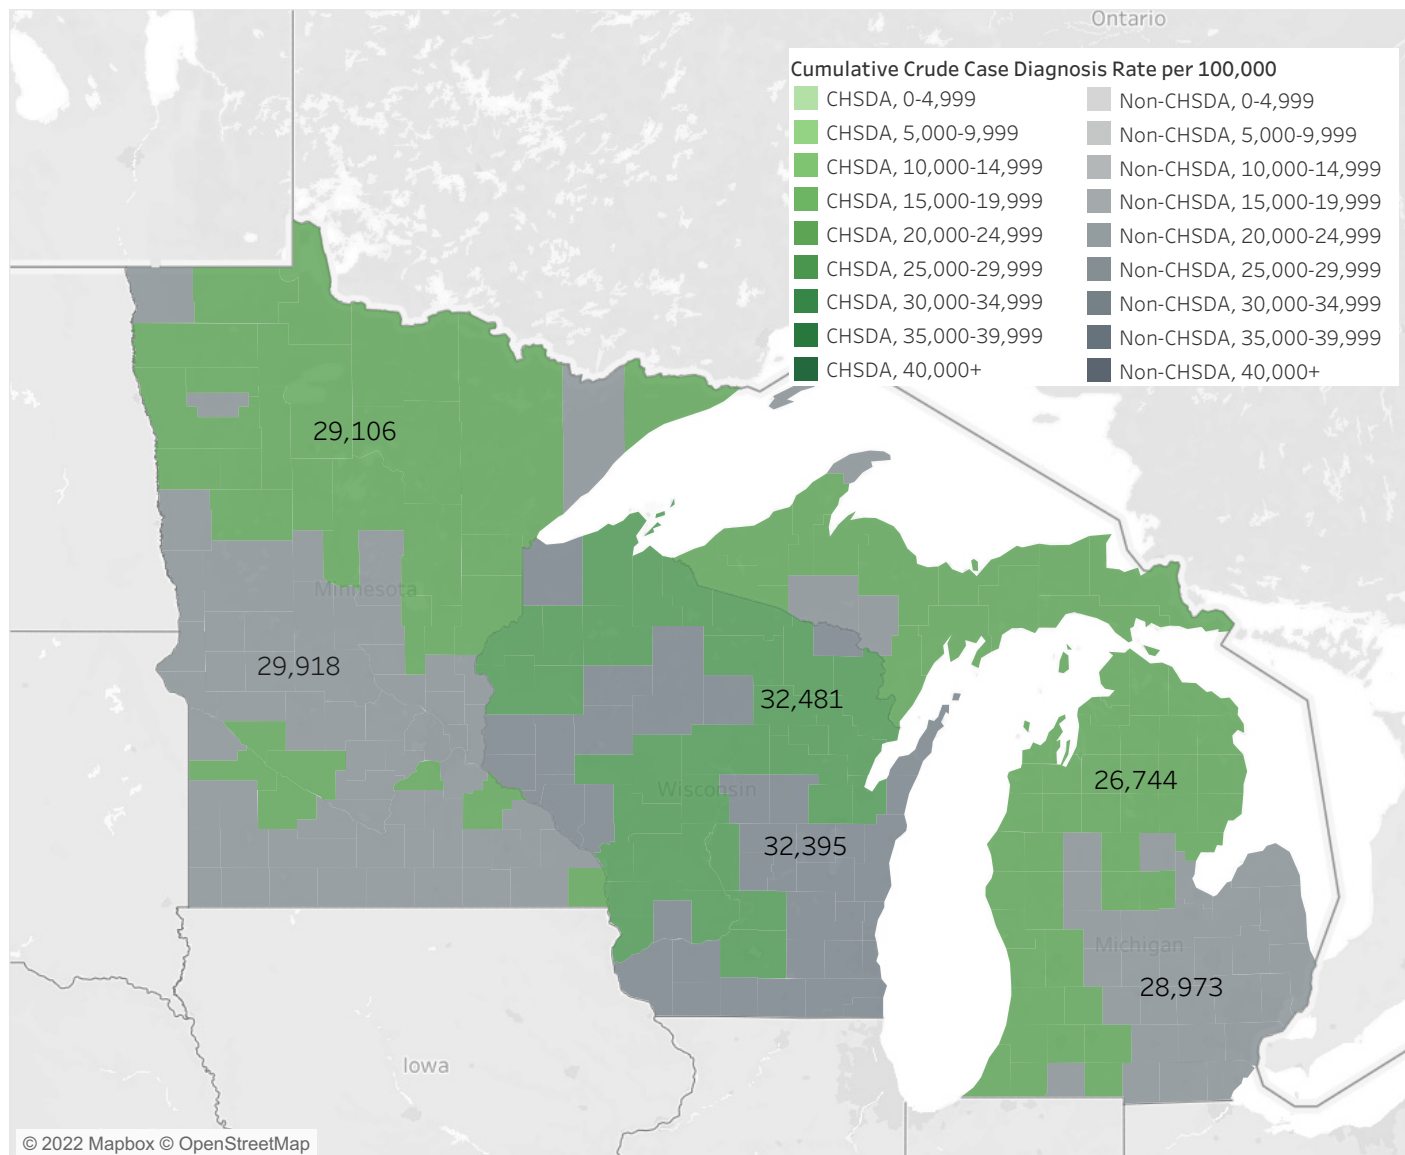 Ontario
Cumulative Crude Case Diagnosis Rate per 100,000
CHSDA, 0-4,999
CHSDA, 5,000-9,999
CHSDA, 10,000-14,999
CHSDA, 15,000-19,999
CHSDA, 20,000-24,999
CHSDA, 25,000-29,999
CHSDA, 30,000-34,999
CHSDA, 35,000-39,999
CHSDA, 40,000+
Non-CHSDA, 0-4,999
Non-CHSDA, 5,000-9,999
Non-CHSDA, 10,000-14,999
Non-CHSDA, 15,000-19,999
Non-CHSDA, 20,000-24,999
Non-CHSDA, 25,000-29,999
Non-CHSDA, 30,000-34,999
Non-CHSDA, 35,000-39,999
Non-CHSDA, 40,000+
29,106
Minnesota
29,918
32,481
26,744
Wisconsin
32,395
Michigan
28,973
Iowa
© 2022 Mapbox © OpenStreetMap